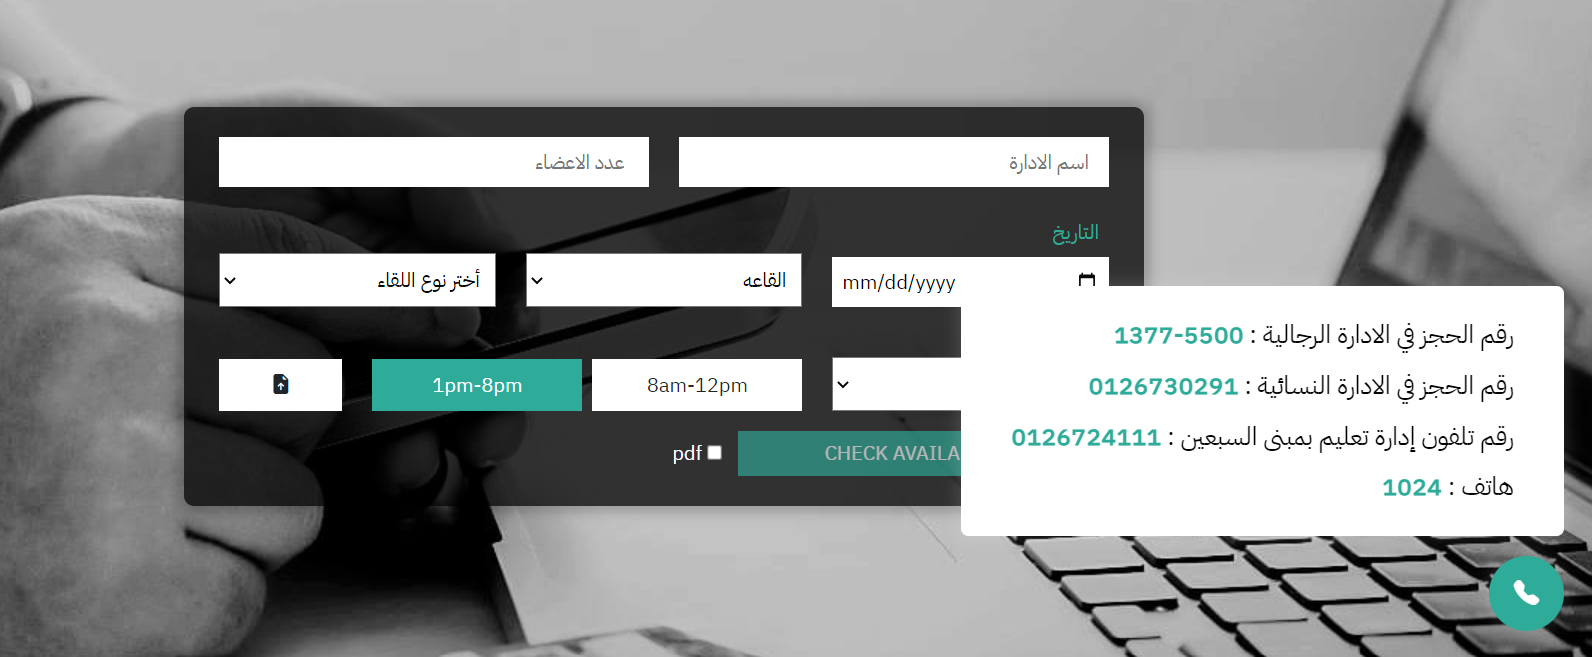 اسم الادارة
عدد الاعضاء
التاريخ
mm/dd/yyyy
القاعه
أختر نوع اللقاء
8am-12pm
1pm-8pm
CHECK AVAILA
pdf
رقم الحجز في الادارة الرجالية : 5500-1377
رقم الحجز في الادارة النسائية : 0126730291
رقم تلفون إدارة تعليم بمبنى السبعين : 0126724111
هاتف : 1024